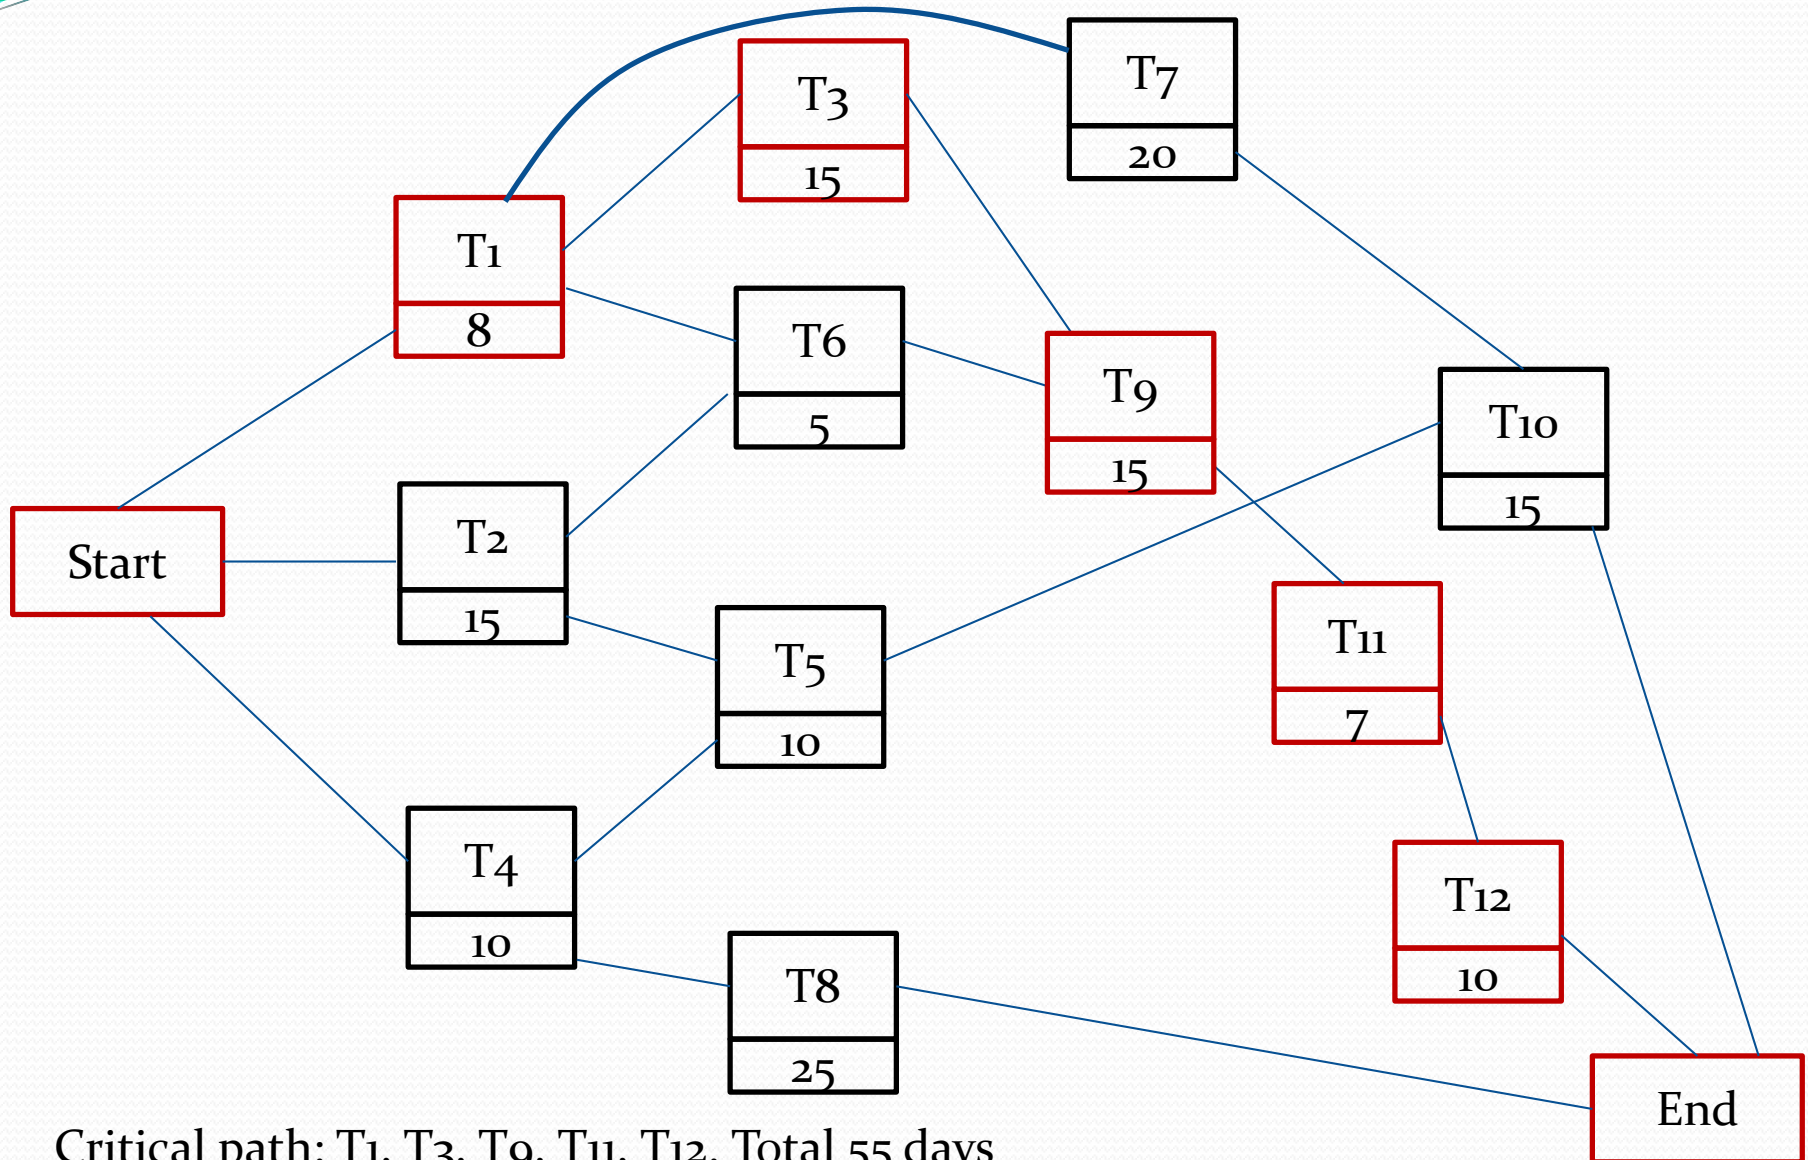 T7
20
T3
15
T1
8
T6
5
T9
15
T10
15
T2
15
Start
T5
10
T11
7
T4
10
T12
10
T8
25
End
Critical path: T1, T3, T9, T11, T12. Total 55 days